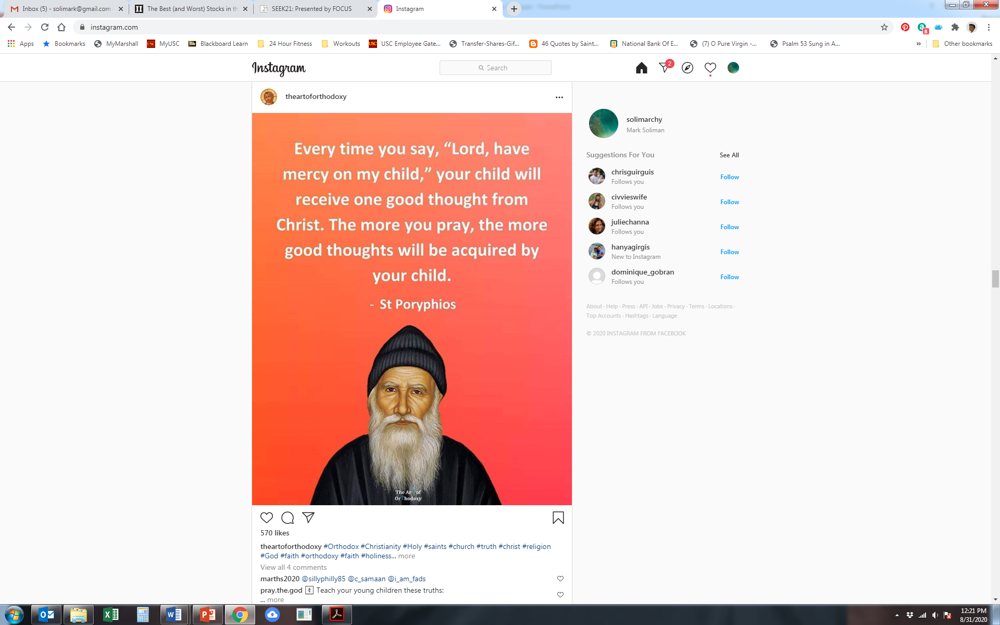 Inbox (5) - solimark@gmail.com
The Best (and Worst) Stocks in th
SEEK21: Presented by FOCUS
Instagram
instagram.com
8
Apps
Bookmarks
MyMarshall
USC MyUSC
Bb Blackboard Learn
24 Hour Fitness
Workouts
USC USC Employee Gate...
Transfer-Shares-Gif...
46 Quotes by Saint...
National Bank Of E...
(7) O Pure Virgin -...
Psalm 53 Sung in A...
»
Other bookmarks
Instagram
Search
2
theartoforthodoxy
Every time you say, “Lord, have
mercy on my child,” your child will
receive one good thought from
Christ. The more you pray, the more
good thoughts will be acquired by
your child.
- St Poryphios
The Art of
Orthodoxy
570 likes
theartoforthodoxy #Orthodox #Christianity #Holy #saints #church #truth #christ #religion
#God #faith #orthodoxy #faith #holiness... more
View all 4 comments
marths2020 @sillyphilly85 @c_samaan @i_am_fads
pray.the.god Teach your young children these truths:
... more
solimarchy
Mark Soliman
Suggestions For You
See All
chrisguirguis
Follows you
Follow
civvieswife
Follows you
Follow
juliechanna
Follows you
Follow
hanyagirgis
New to Instagram
Follow
dominique_gobran
Follows you
Follow
About · Help · Press · API · Jobs · Privacy · Terms · Locations ·
Top Accounts · Hashtags · Language
© 2020 INSTAGRAM FROM FACEBOOK
12:21 PM
8/31/2020